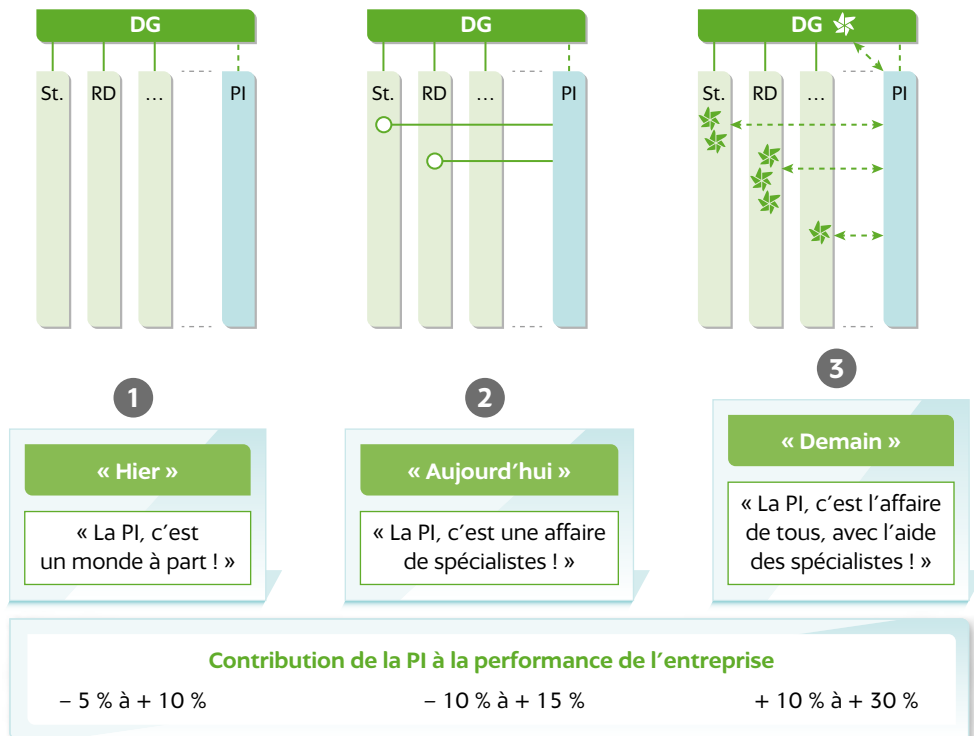 DG
St. RD … PI
DG
St. RD … PI
DG
St. RD … PI
1
« Hier »
« La PI, c’est
un monde à part ! »
2
« Aujourd’hui »
« La PI, c’est une affaire
de spécialistes ! »
3
« Demain »
« La PI, c’est l’affaire
de tous, avec l’aide
des spécialistes ! »
Contribution de la PI à la performance de l’entreprise
– 5 % à + 10 % – 10 % à + 15 % + 10 % à + 30 %